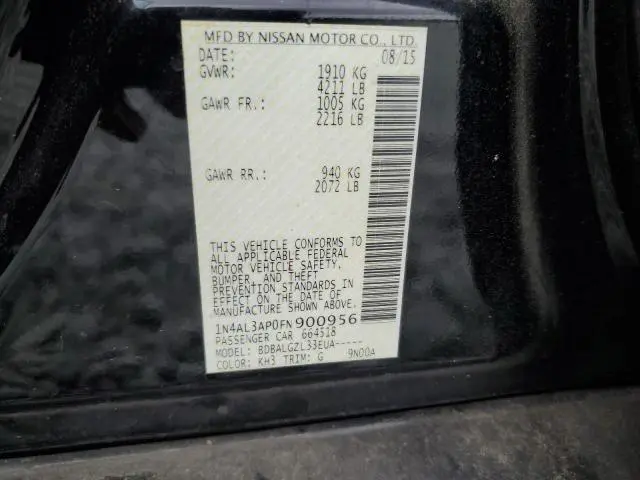 MFD BY NISSAN MOTOR CO., LTD.
DATE: 08/15
GVWR: 1910 KG
4211 LB
GAWR FR.: 1005 KG
2216 LB
GAWR RR.: 940 KG
2072 LB
THIS VEHICLE CONFORMS TO
ALL APPLICABLE FEDERAL
MOTOR VEHICLE SAFETY,
BUMPER, AND THEFT
PREVENTION STANDARDS IN
EFFECT ON THE DATE OF
MANUFACTURE SHOWN ABOVE.
1N4AL3AP0FN900956
PASSENGER CAR 664518
MODEL: BDBALGZL33EUA-----
COLOR: KH3 TRIM: G 9N00A